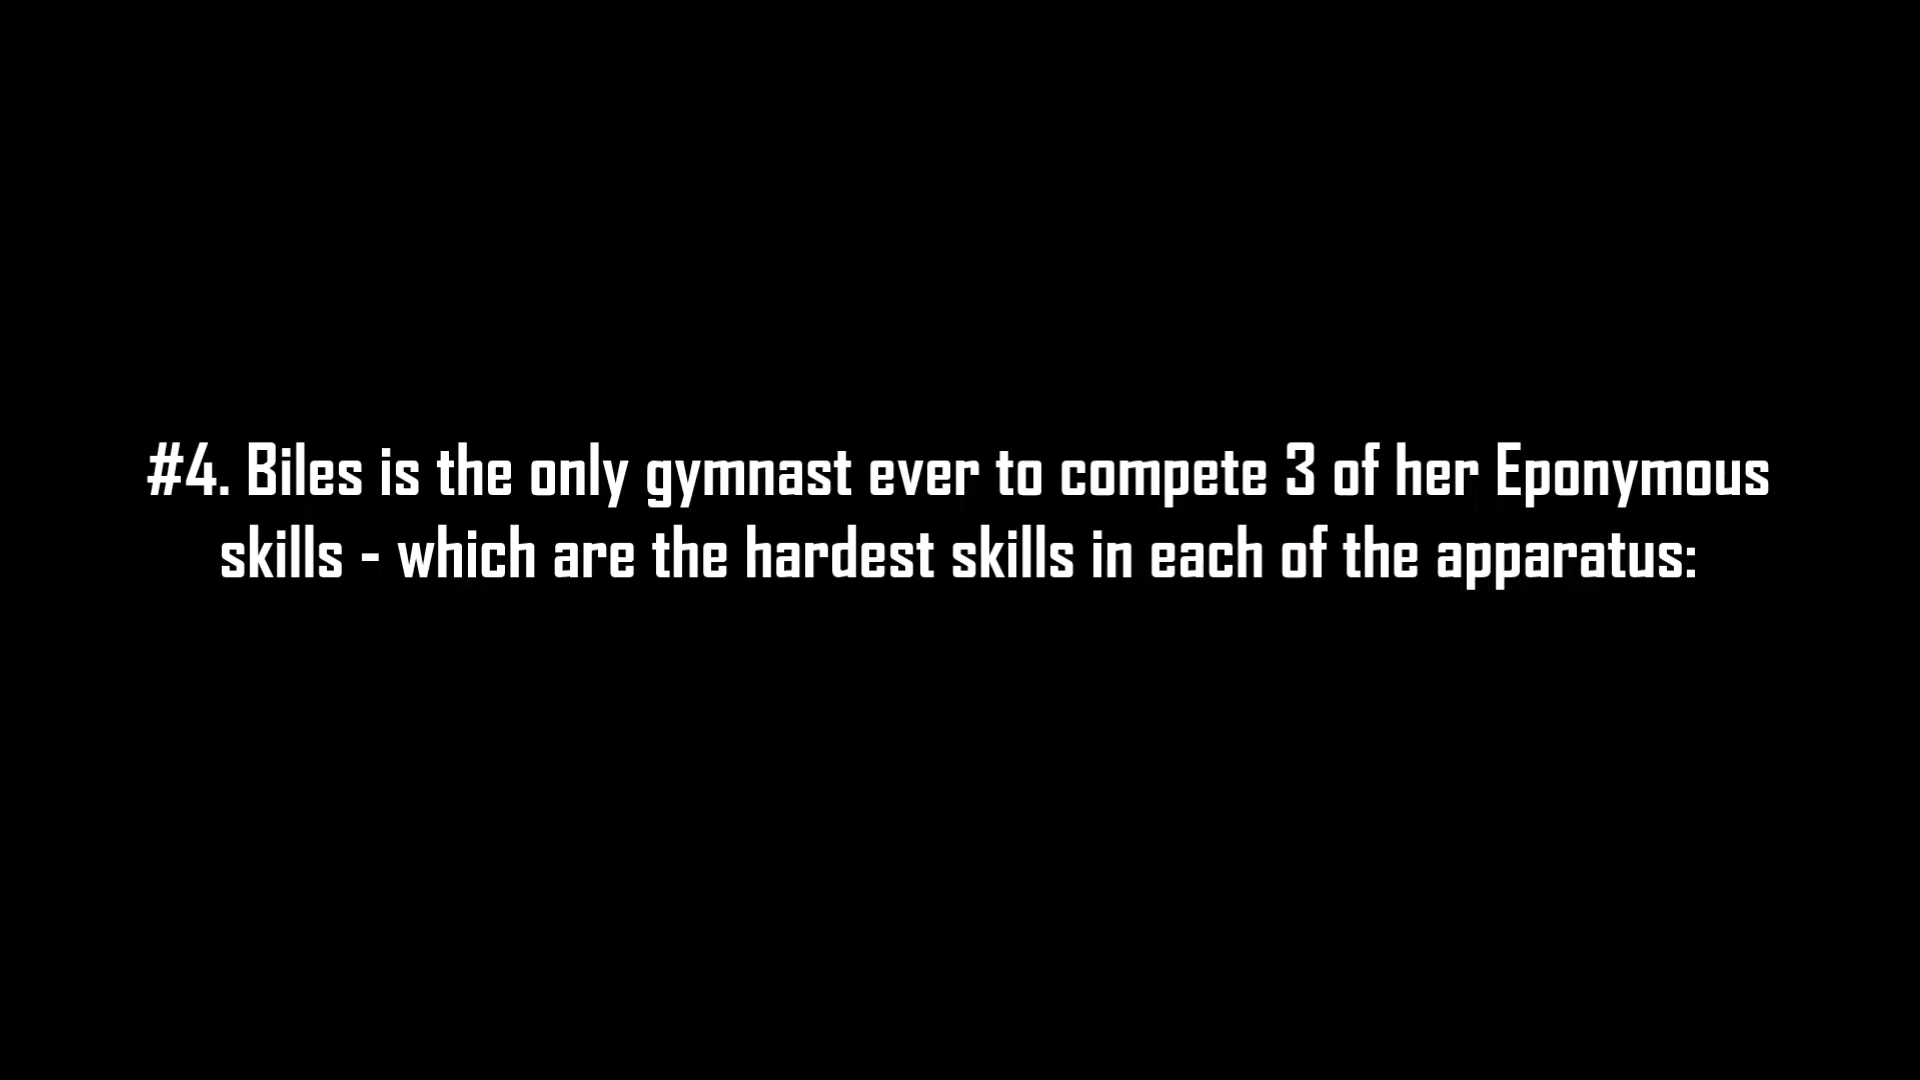 #4. Biles is the only gymnast ever to compete 3 of her Eponymous
skills - which are the hardest skills in each of the apparatus: